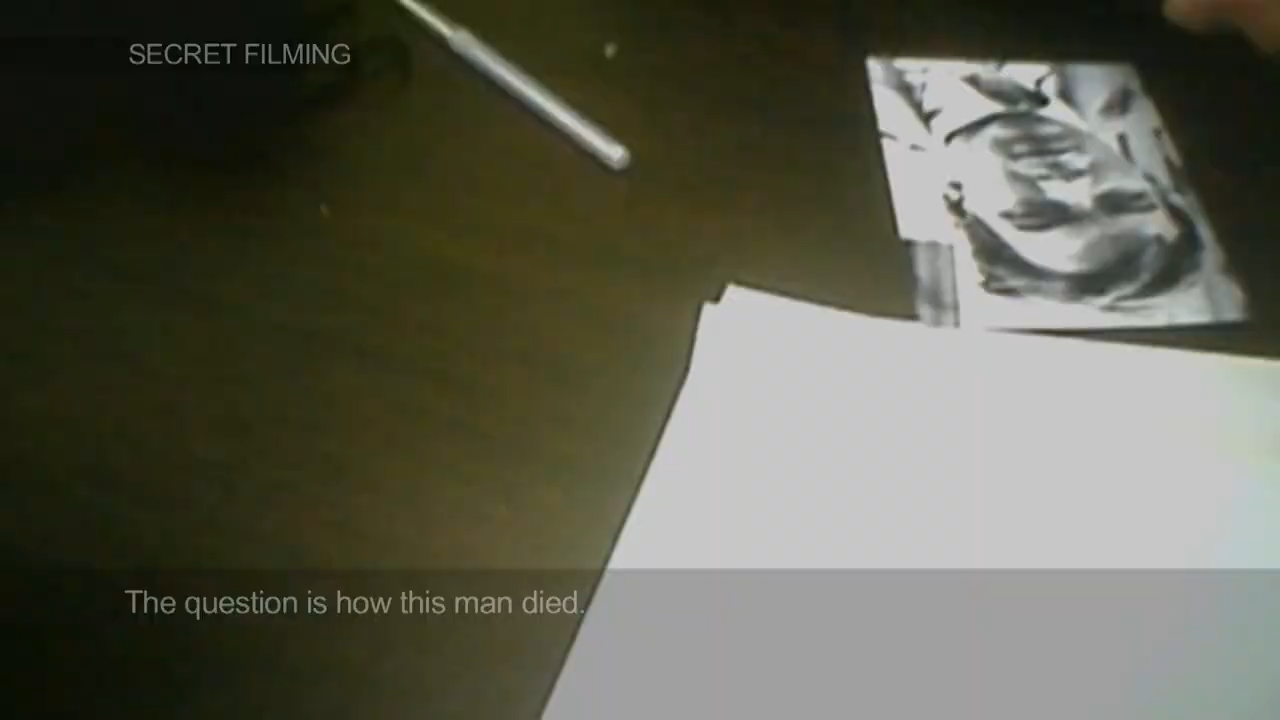 SECRET FILMING
The question is how this man died.